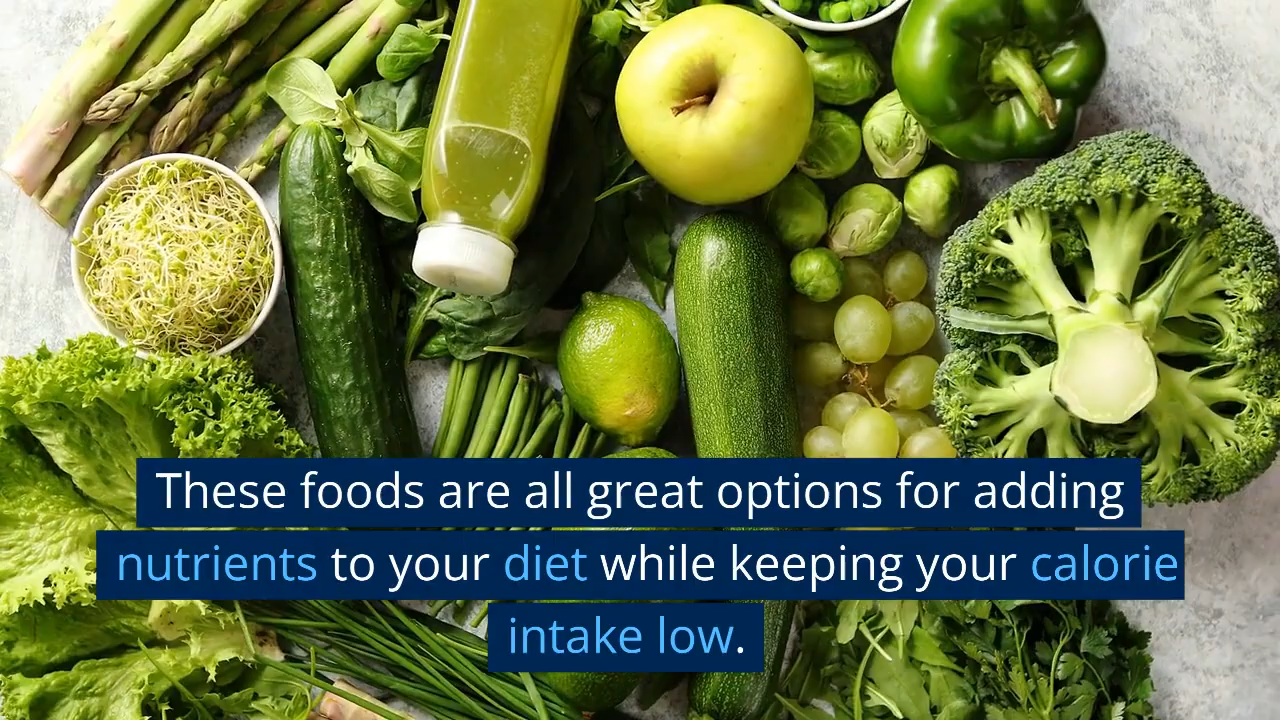 These foods are all great options for adding
nutrients to your diet while keeping your calorie
intake low.